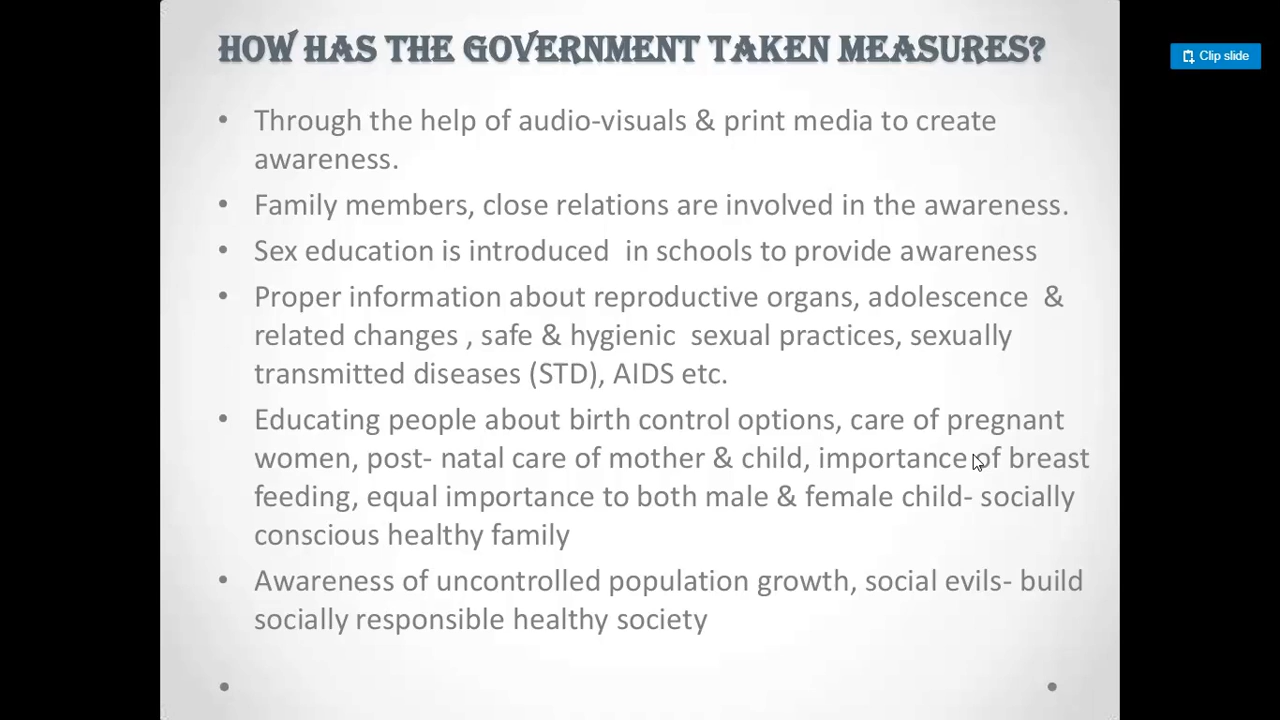 HOW HAS THE GOVERNMENT TAKEN MEASURES?
Clip slide
• Through the help of audio-visuals & print media to create
awareness.
• Family members, close relations are involved in the awareness.
• Sex education is introduced  in schools to provide awareness
• Proper information about reproductive organs, adolescence  &
related changes , safe & hygienic  sexual practices, sexually
transmitted diseases (STD), AIDS etc.
• Educating people about birth control options, care of pregnant
women, post- natal care of mother & child, importance of breast
feeding, equal importance to both male & female child- socially
conscious healthy family
• Awareness of uncontrolled population growth, social evils- build
socially responsible healthy society